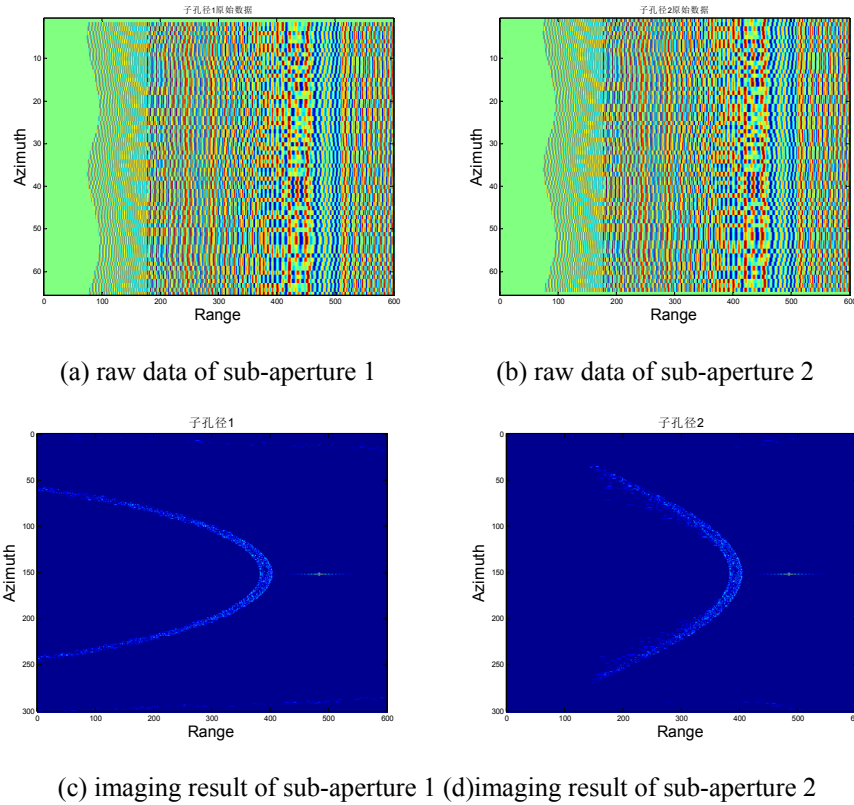 子孔径1原始数据
子孔径2原始数据
10
20
30
40
50
60
Azimuth
0 100 200 300 400 500 600
Range
10
20
30
40
50
60
Azimuth
0 100 200 300 400 500 600
Range
(a) raw data of sub-aperture 1
(b) raw data of sub-aperture 2
子孔径1
子孔径2
0
50
100
150
200
250
300
Azimuth
0 100 200 300 400 500 600
Range
0
50
100
150
200
250
300
Azimuth
0 100 200 300 400 500 600
Range
(c) imaging result of sub-aperture 1 (d)imaging result of sub-aperture 2